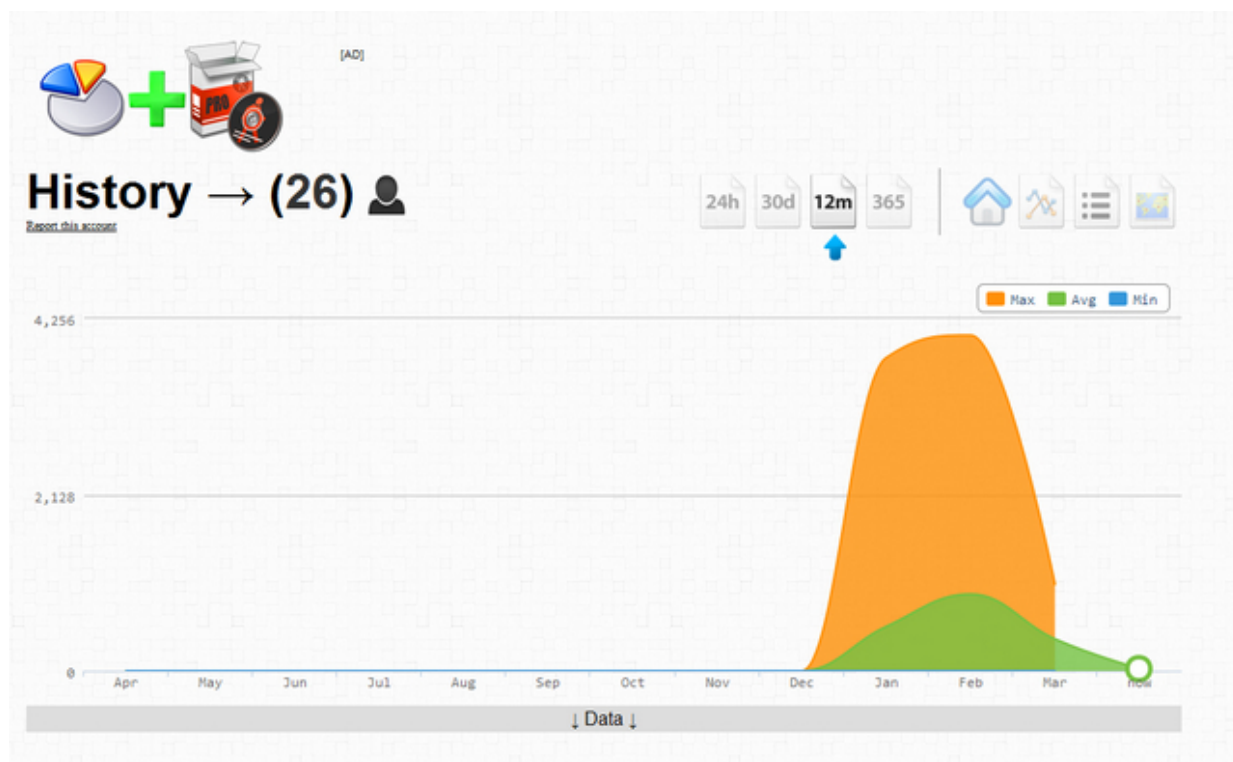 [AD]
PRO
History → (26)
Report this account
24h 30d 12m 365
Max Avg Min
4,256
2,128
0
Apr May Jun Jul Aug Sep Oct Nov Dec Jan Feb Mar now
↓ Data ↓